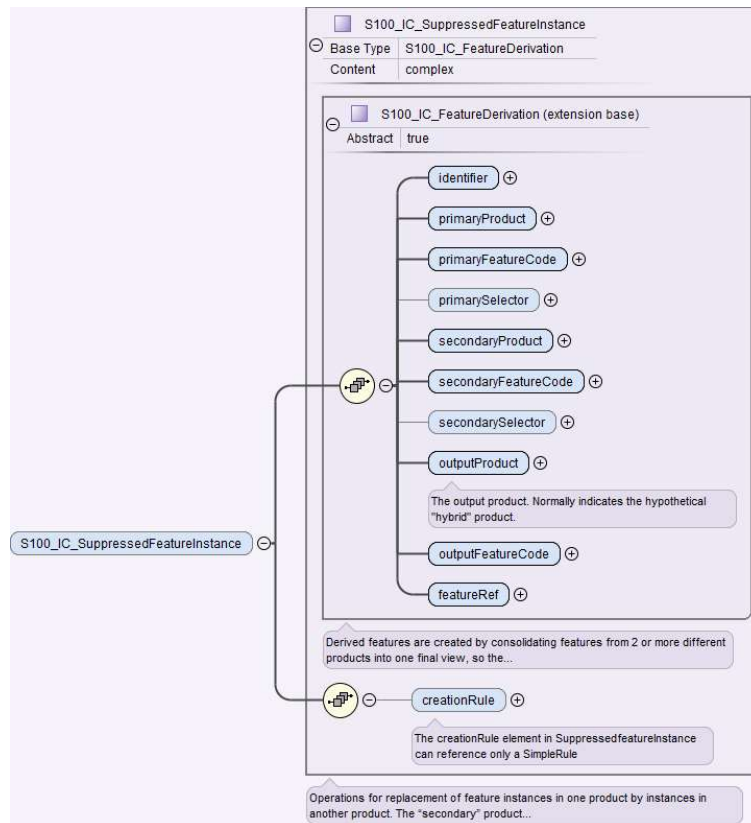 S100_IC_SuppressedFeatureInstance
Base Type S100_IC_FeatureDerivation
Content complex
S100_IC_FeatureDerivation (extension base)
Abstract true
identifier
primaryProduct
primaryFeatureCode
primarySelector
secondaryProduct
secondaryFeatureCode
secondarySelector
outputProduct
The output product. Normally indicates the hypothetical
"hybrid" product.
S100_IC_SuppressedFeatureInstance
outputFeatureCode
featureRef
Derived features are created by consolidating features from 2 or more different
products into one final view, so the...
creationRule
The creationRule element in SuppressedfeatureInstance
can reference only a SimpleRule
Operations for replacement of feature instances in one product by instances in
another product. The “secondary” product...